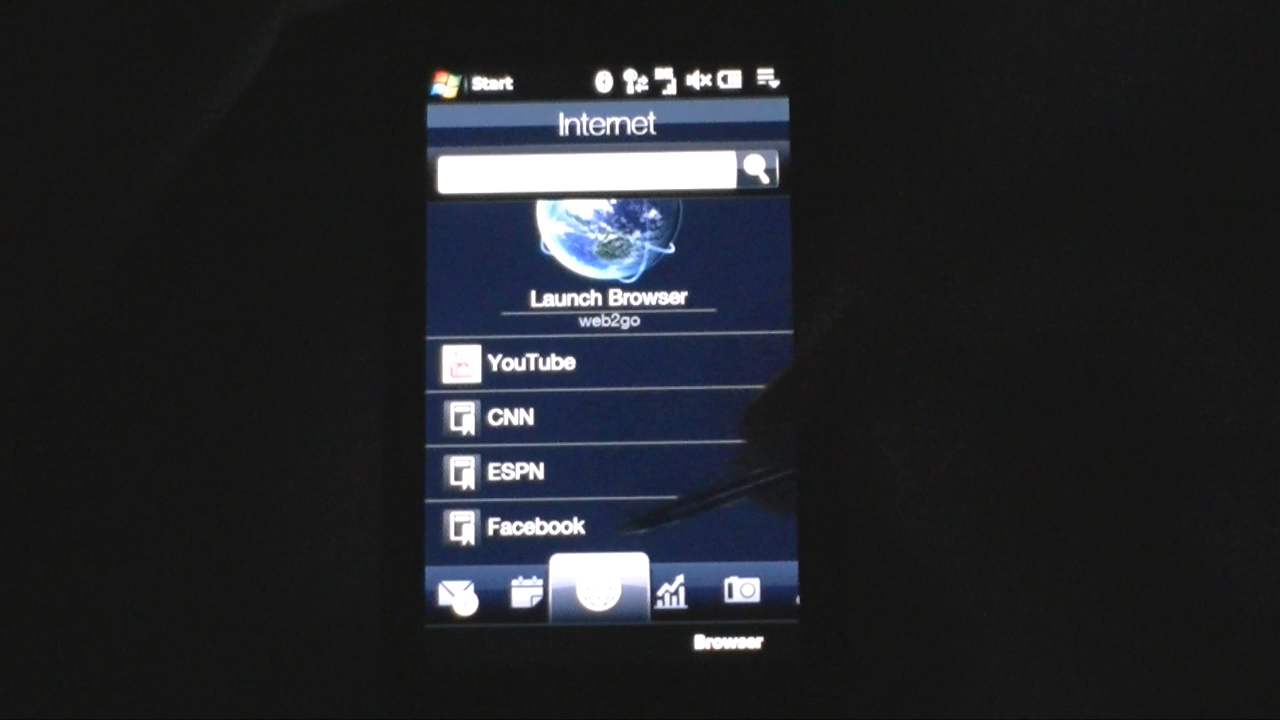 Start
Internet
Launch Browser
web2go
YouTube
CNN
ESPN
Facebook
Browser